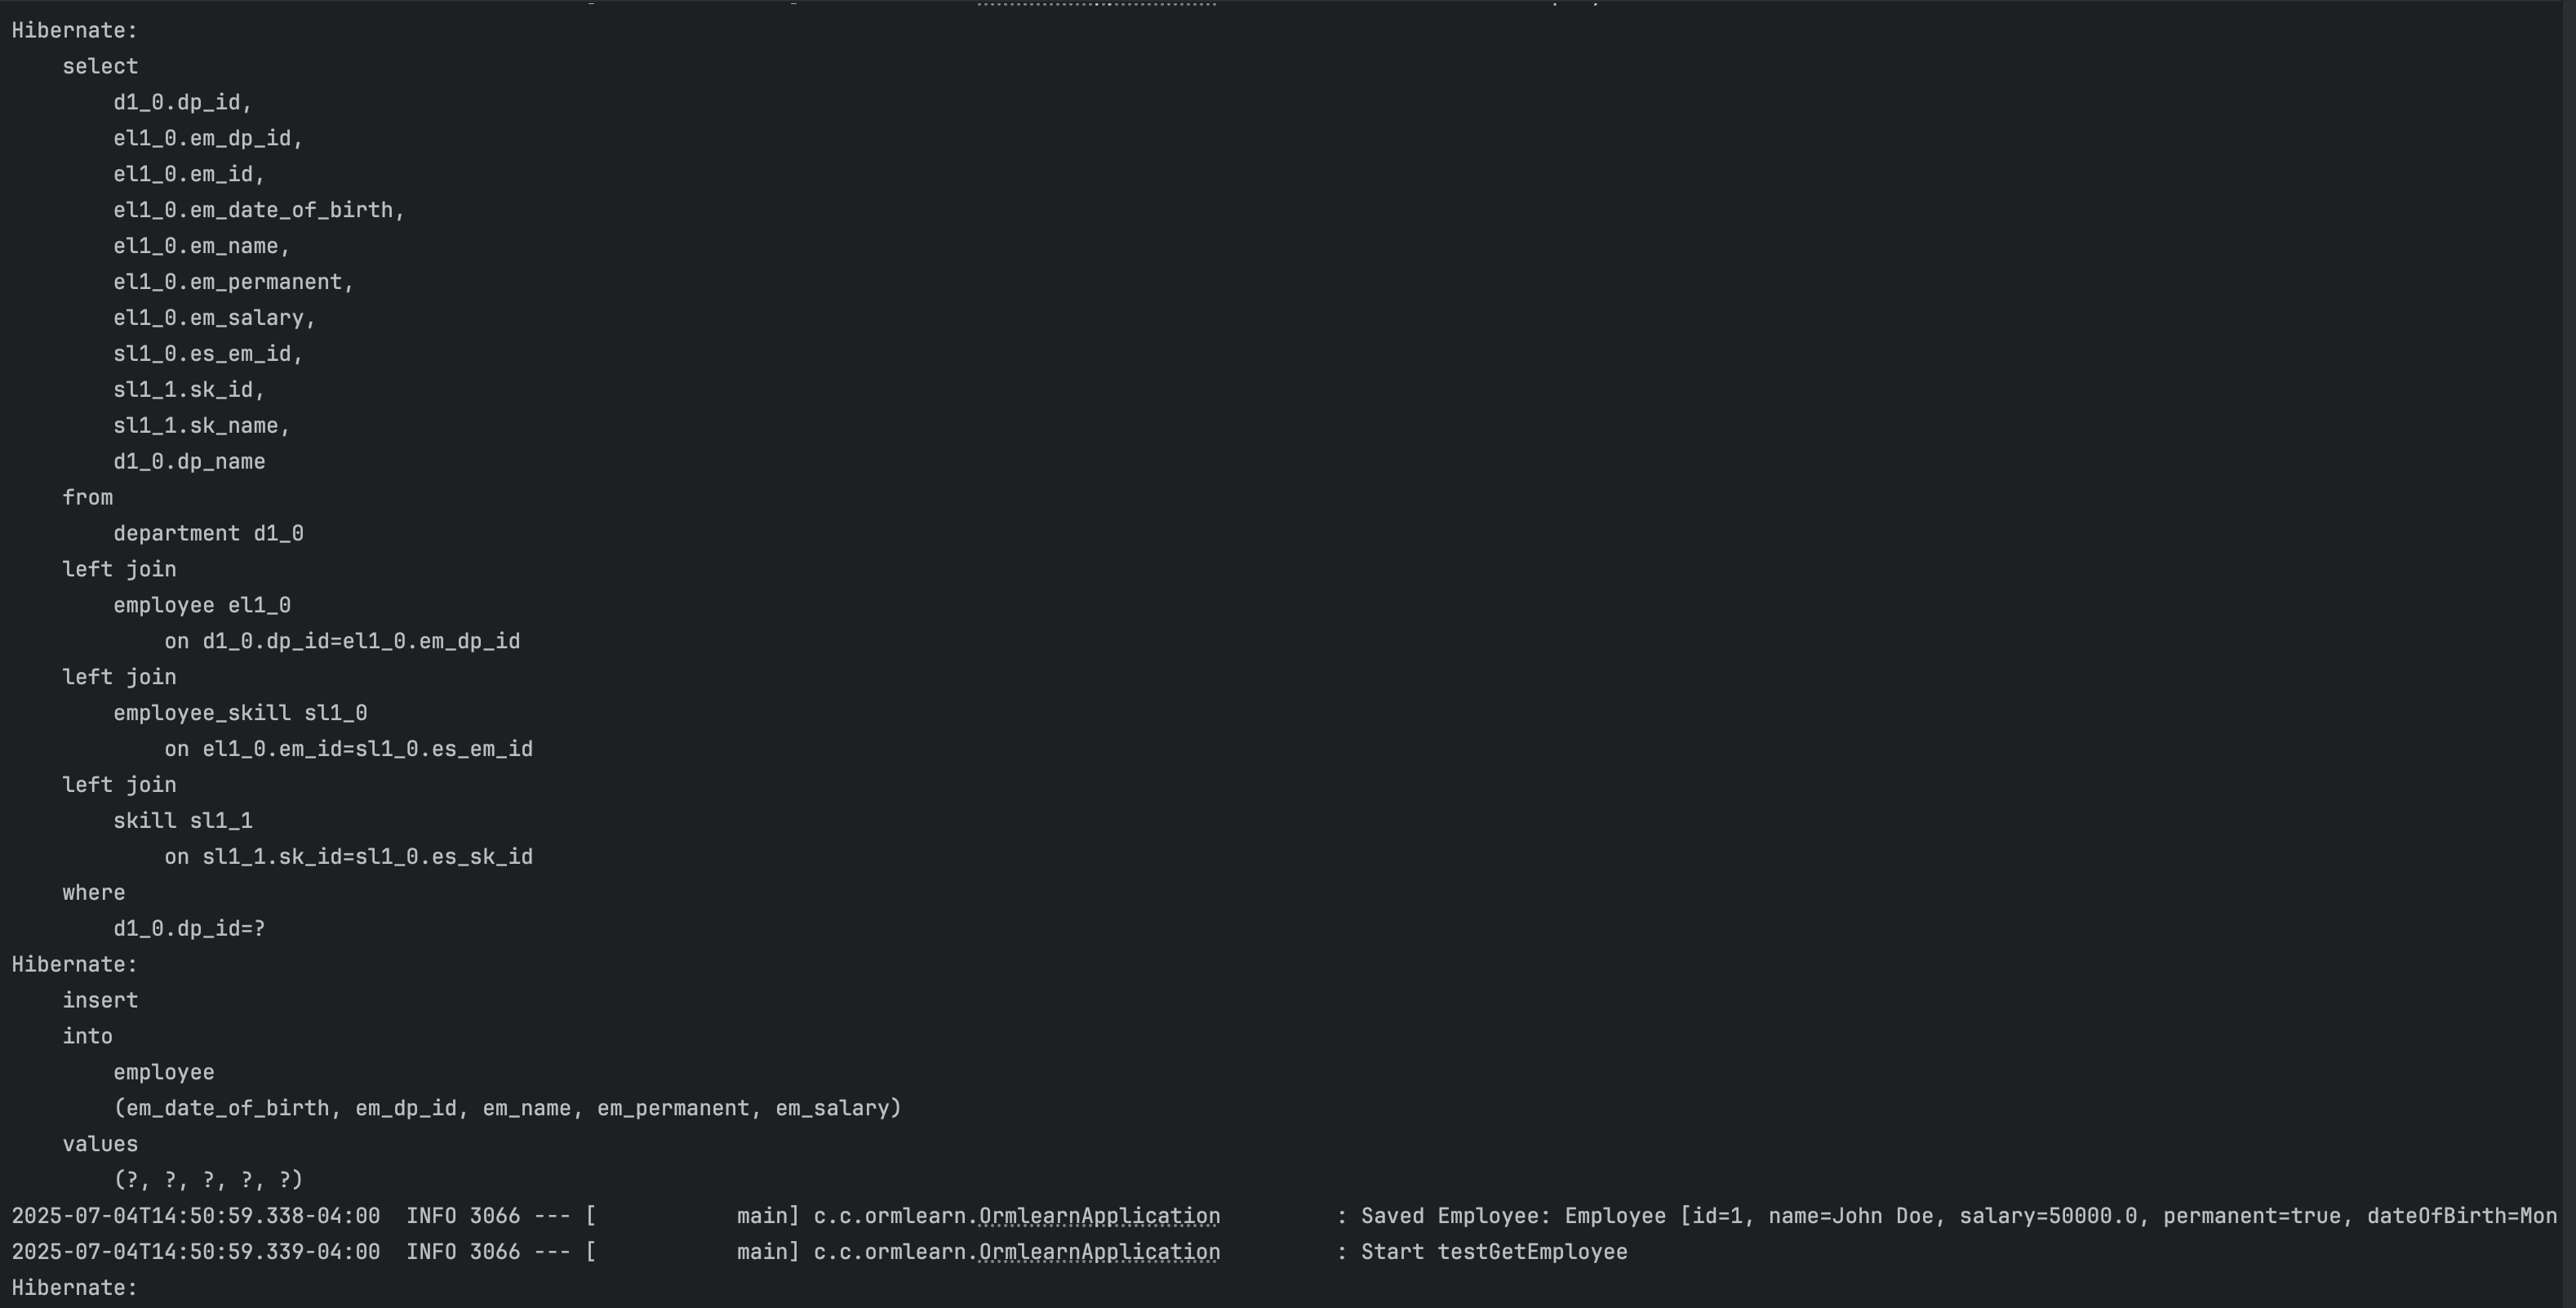 Hibernate:
    select
        d1_0.dp_id,
        el1_0.em_dp_id,
        el1_0.em_id,
        el1_0.em_date_of_birth,
        el1_0.em_name,
        el1_0.em_permanent,
        el1_0.em_salary,
        sl1_0.es_em_id,
        sl1_1.sk_id,
        sl1_1.sk_name,
        d1_0.dp_name
    from
        department d1_0
    left join
        employee el1_0
            on d1_0.dp_id=el1_0.em_dp_id
    left join
        employee_skill sl1_0
            on el1_0.em_id=sl1_0.es_em_id
    left join
        skill sl1_1
            on sl1_1.sk_id=sl1_0.es_sk_id
    where
        d1_0.dp_id=?
Hibernate:
    insert
    into
        employee
        (em_date_of_birth, em_dp_id, em_name, em_permanent, em_salary)
    values
        (?, ?, ?, ?, ?)
2025-07-04T14:50:59.338-04:00  INFO 3066 --- [           main] c.c.ormlearn.OrmlearnApplication         : Saved Employee: Employee [id=1, name=John Doe, salary=50000.0, permanent=true, dateOfBirth=Mon
2025-07-04T14:50:59.339-04:00  INFO 3066 --- [           main] c.c.ormlearn.OrmlearnApplication         : Start testGetEmployee
Hibernate: